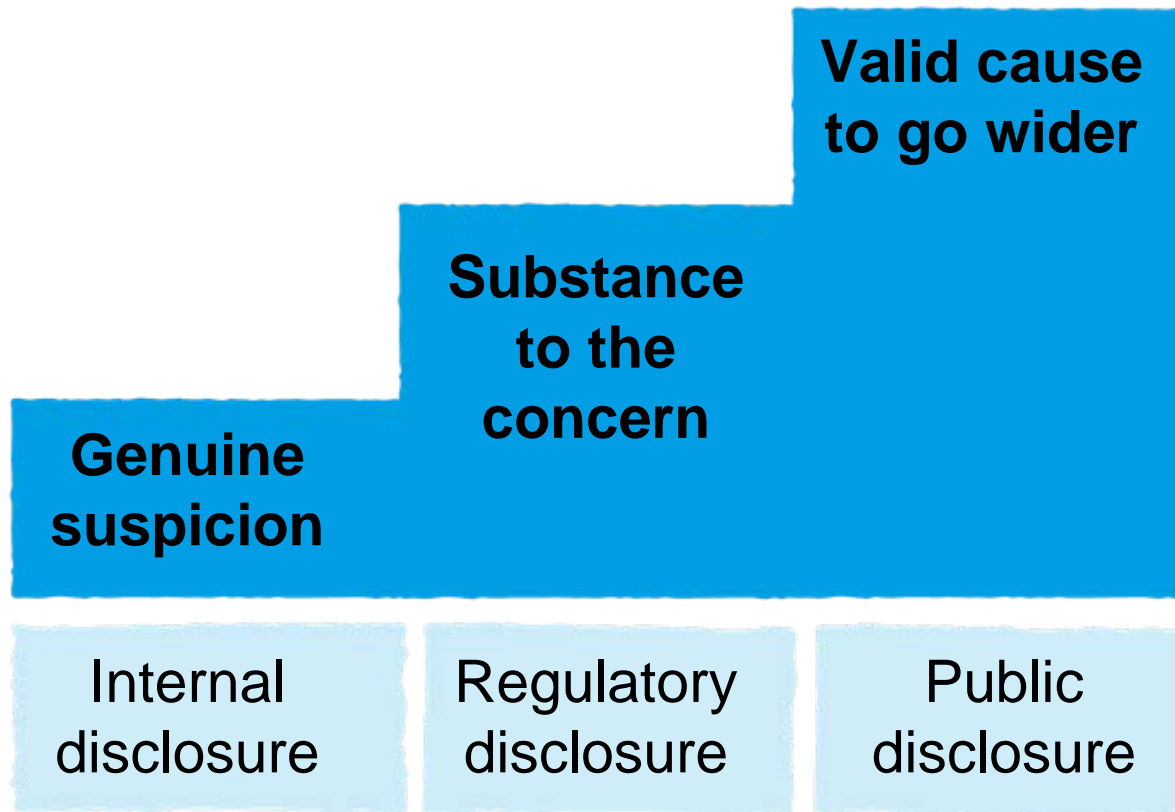 Valid cause
to go wider
Substance
to the
concern
Genuine
suspicion
Internal
disclosure
Regulatory
disclosure
Public
disclosure